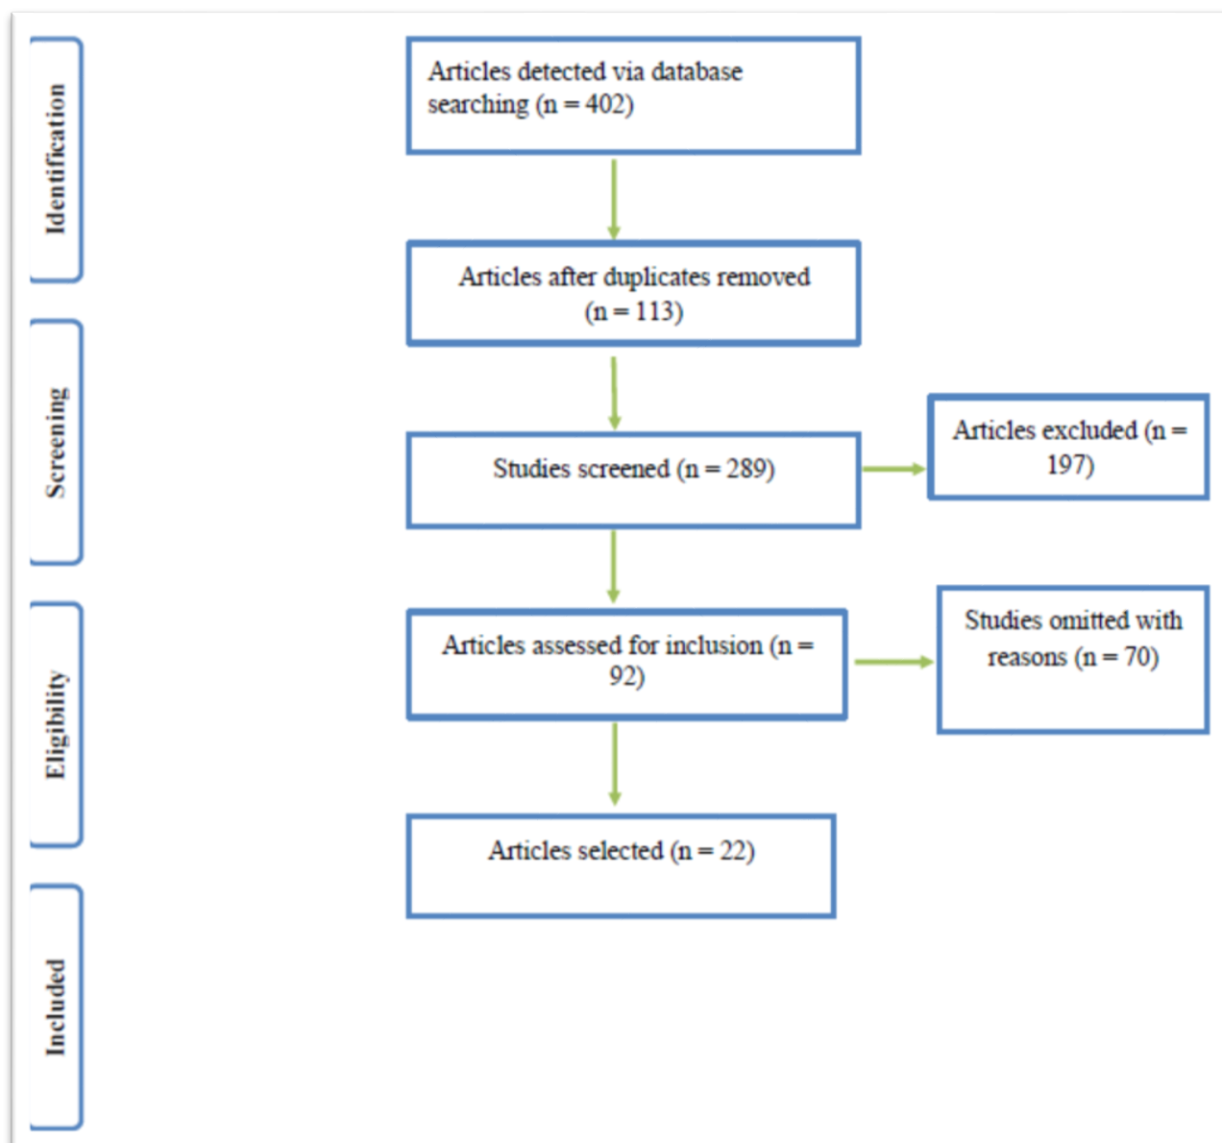 Identification
Articles detected via database
searching (n = 402)
Articles after duplicates removed
(n = 113)
Screening
Studies screened (n = 289)
Articles excluded (n =
197)
Eligibility
Articles assessed for inclusion (n =
92)
Studies omitted with
reasons (n = 70)
Articles selected (n = 22)
Included